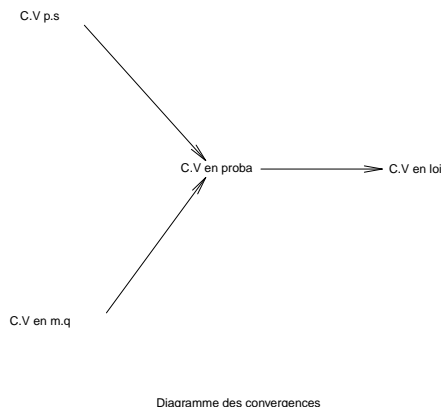 C.V p.s
C.V en proba
C.V en loi
C.V en m.q
Diagramme des convergences